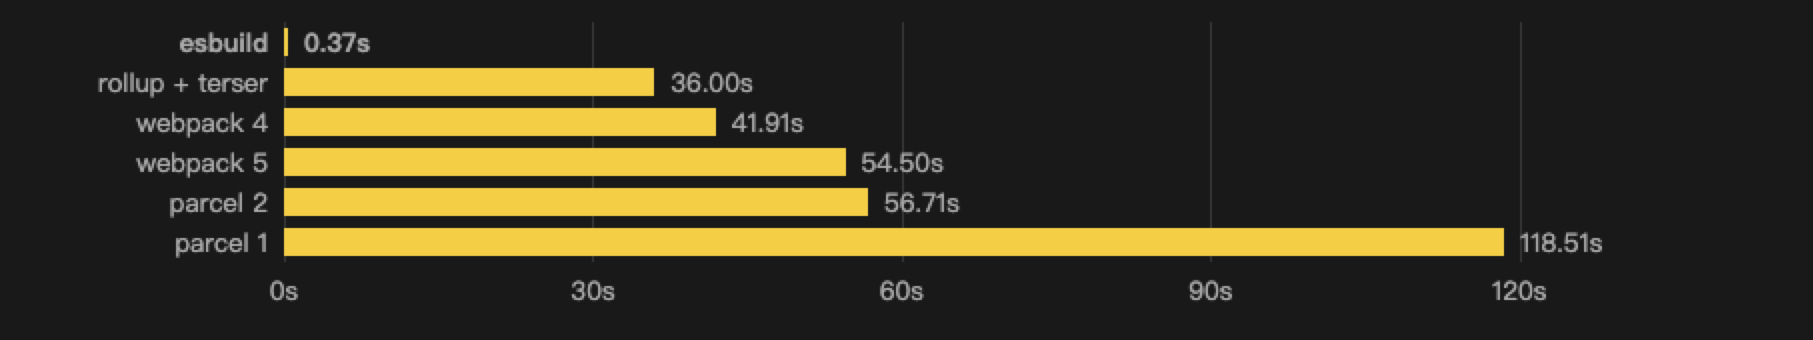 esbuild 0.37s
rollup + terser 36.00s
webpack 4 41.91s
webpack 5 54.50s
parcel 2 56.71s
parcel 1 118.51s
0s 30s 60s 90s 120s